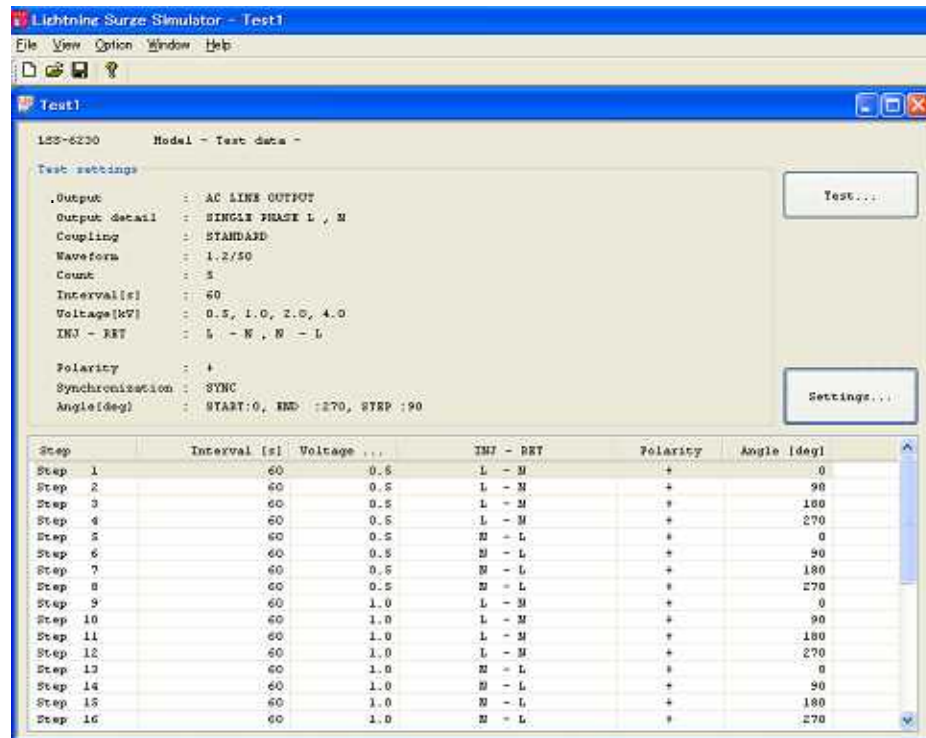 Lightning Surge Simulator - Test1
File View Option Window Help
Test1
LSS-6230 Model - Test data -
Test settings
Output : AC LINE OUTPUT
Output detail : SINGLE PHASE L , N
Coupling : STANDARD
Waveform : 1.2/50
Count : 5
Interval[s] : 60
Voltage[kV] : 0.5, 1.0, 2.0, 4.0
INJ - RET : L - N , N - L
Polarity : +
Synchronization : SYNC
Angle[deg] : START:0, END :270, STEP :90
Test...
Settings...
Step Interval [s] Voltage ... INJ - RET Polarity Angle [deg]
Step 1 60 0.5 L - N + 0
Step 2 60 0.5 L - N + 90
Step 3 60 0.5 L - N + 180
Step 4 60 0.5 L - N + 270
Step 5 60 0.5 N - L + 0
Step 6 60 0.5 N - L + 90
Step 7 60 0.5 N - L + 180
Step 8 60 0.5 N - L + 270
Step 9 60 1.0 L - N + 0
Step 10 60 1.0 L - N + 90
Step 11 60 1.0 L - N + 180
Step 12 60 1.0 L - N + 270
Step 13 60 1.0 N - L + 0
Step 14 60 1.0 N - L + 90
Step 15 60 1.0 N - L + 180
Step 16 60 1.0 N - L + 270